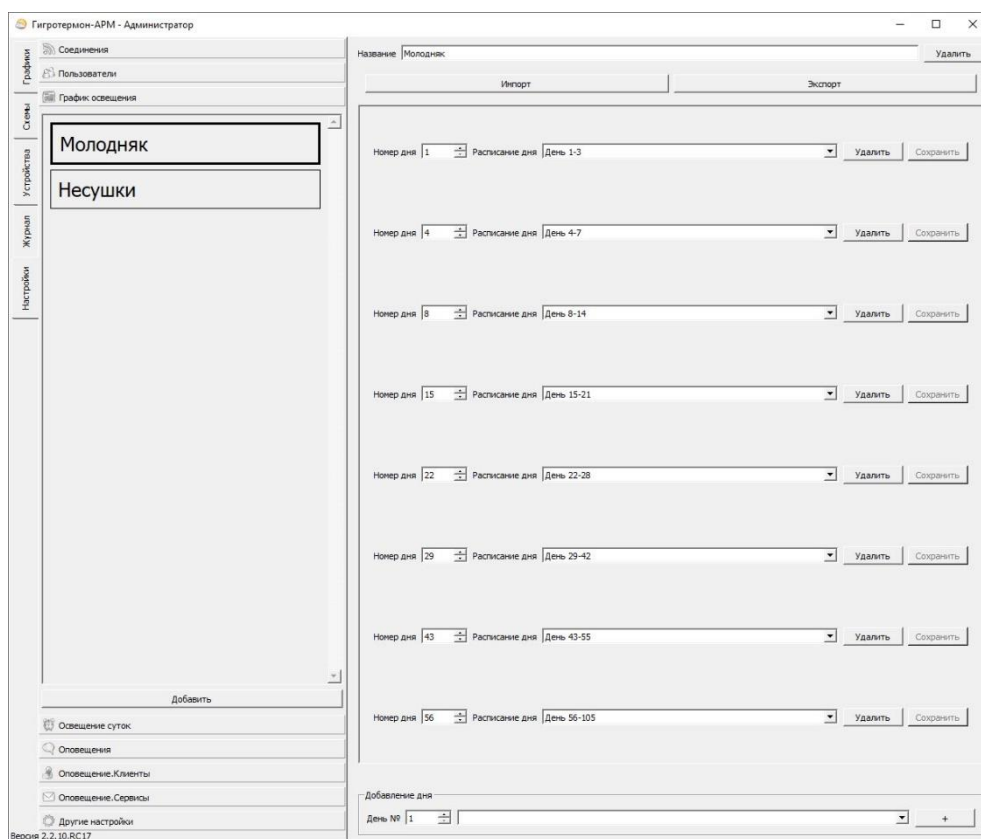 Гигротермон-АРМ - Администратор
Графики
Схемы
Устройства
Журнал
Настройки
Соединения
Пользователи
График освещения
Молодняк
Несушки
Добавить
Освещение суток
Оповещения
Оповещение.Клиенты
Оповещение.Сервисы
Другие настройки
Версия 2.2.10.RC17
Название Молодняк Удалить
Импорт Экспорт
Номер дня 1 Расписание дня День 1-3 Удалить Сохранить
Номер дня 4 Расписание дня День 4-7 Удалить Сохранить
Номер дня 8 Расписание дня День 8-14 Удалить Сохранить
Номер дня 15 Расписание дня День 15-21 Удалить Сохранить
Номер дня 22 Расписание дня День 22-28 Удалить Сохранить
Номер дня 29 Расписание дня День 29-42 Удалить Сохранить
Номер дня 43 Расписание дня День 43-55 Удалить Сохранить
Номер дня 56 Расписание дня День 56-105 Удалить Сохранить
Добавление дня
День № 1 +